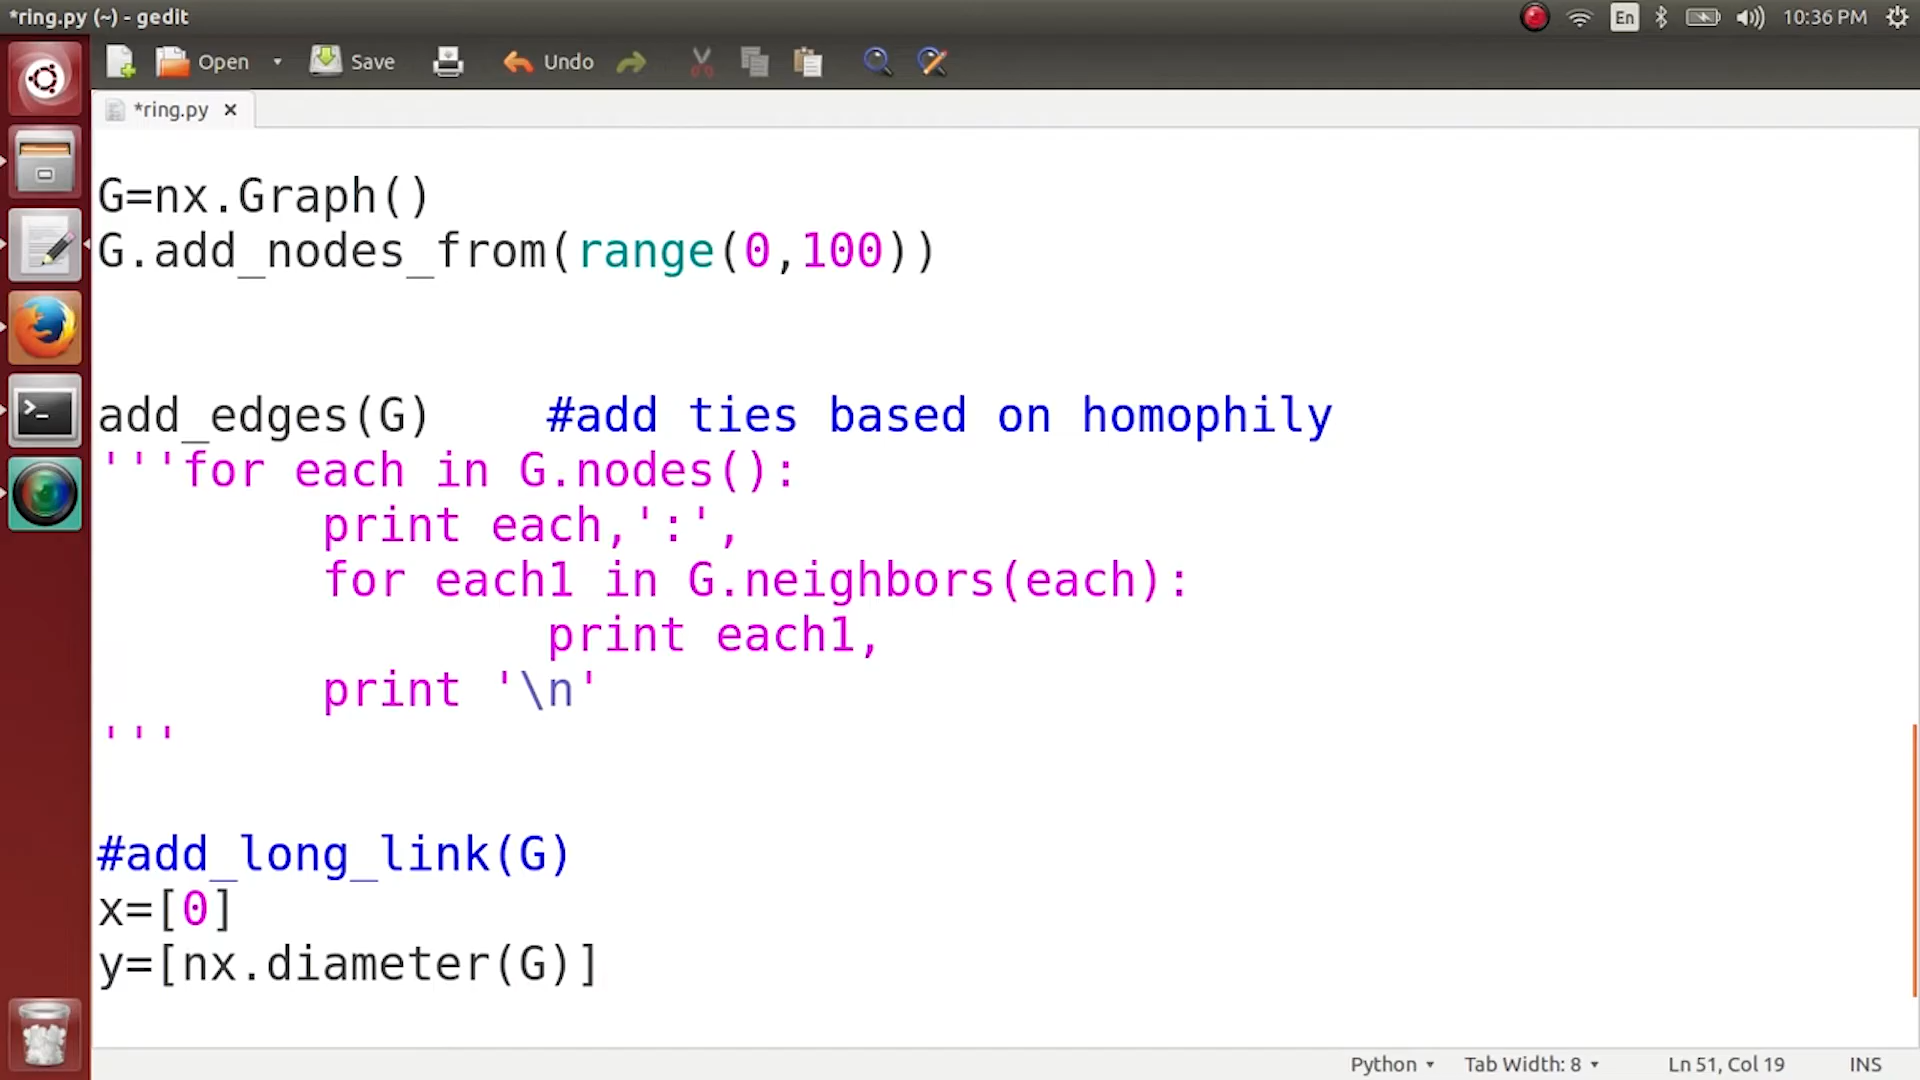 *ring.py (~) - gedit
En
10:36 PM
Open
Save
Undo
*ring.py
G=nx.Graph()
G.add_nodes_from(range(0,100))
add_edges(G) #add ties based on homophily
'''for each in G.nodes():
print each,':',
for each1 in G.neighbors(each):
print each1,
print '\n'
'''
#add_long_link(G)
x=[0]
y=[nx.diameter(G)]
Python
Tab Width: 8
Ln 51, Col 19
INS